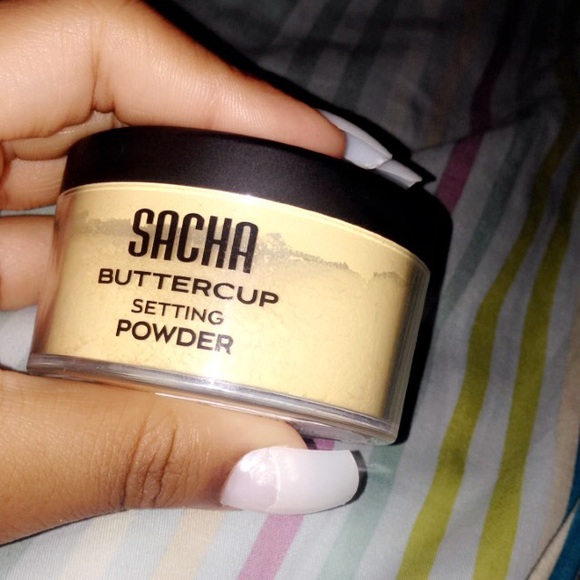 SACHA
BUTTERCUP
SETTING
POWDER